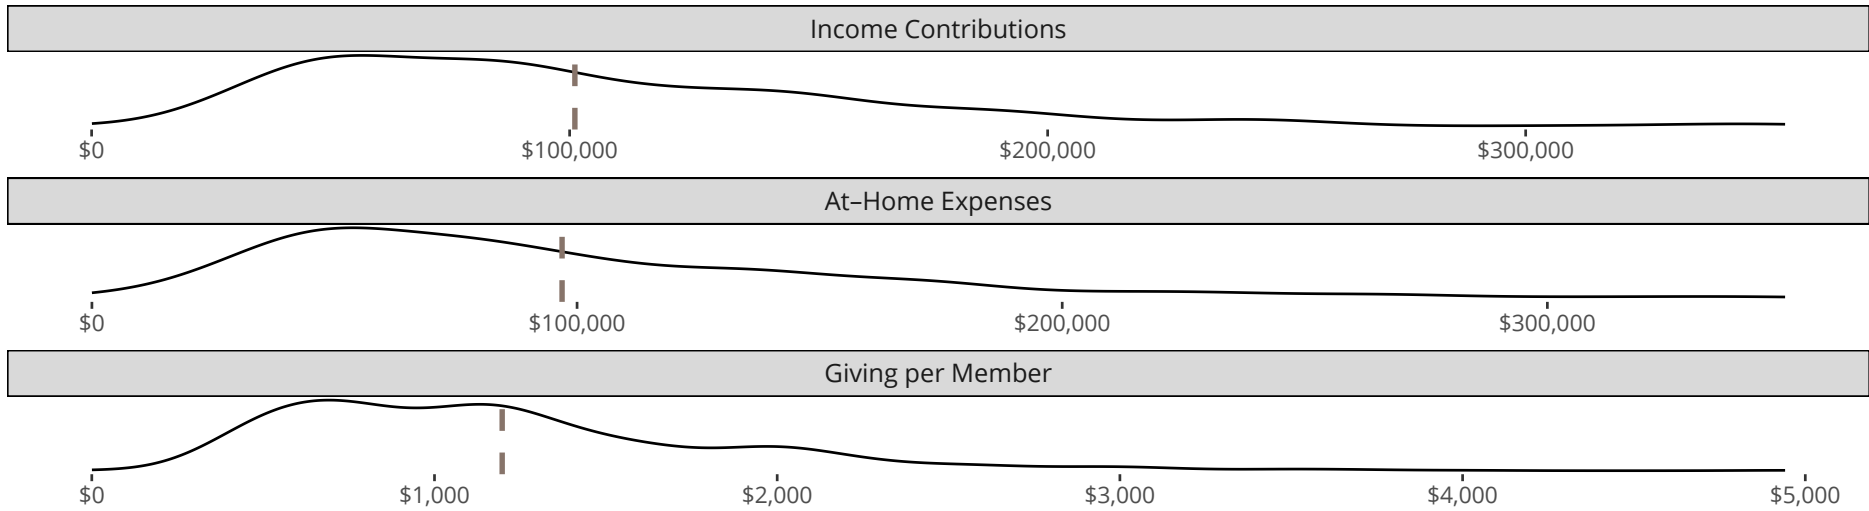 Income Contributions
$0 $100,000 $200,000 $300,000
At–Home Expenses
$0 $100,000 $200,000 $300,000
Giving per Member
$0 $1,000 $2,000 $3,000 $4,000 $5,000